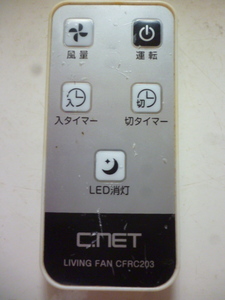 風量 運転
入 切
入タイマー 切タイマー
LED消灯
CNET
LIVING FAN CFRC203